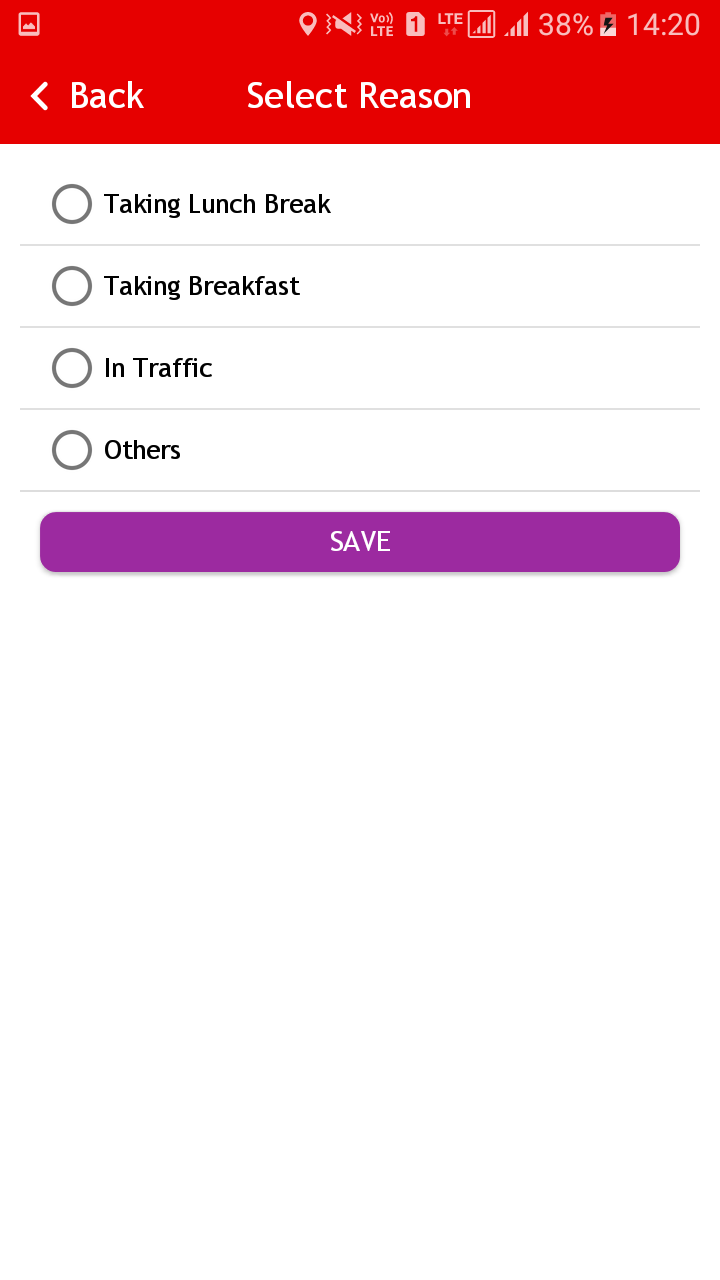 Vo)) LTE 1 LTE 38% 14:20
Back Select Reason
Taking Lunch Break
Taking Breakfast
In Traffic
Others
SAVE